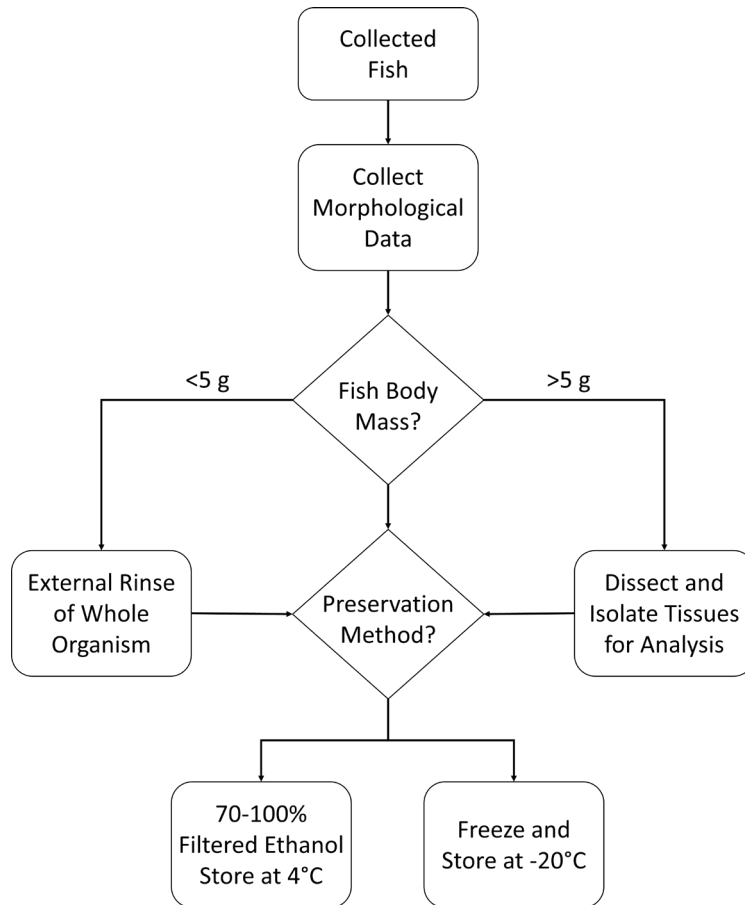 Collected
Fish
Collect
Morphological
Data
<5 g
>5 g
Fish Body
Mass?
External Rinse
of Whole
Organism
Preservation
Method?
Dissect and
Isolate Tissues
for Analysis
70-100%
Filtered Ethanol
Store at 4°C
Freeze and
Store at -20°C